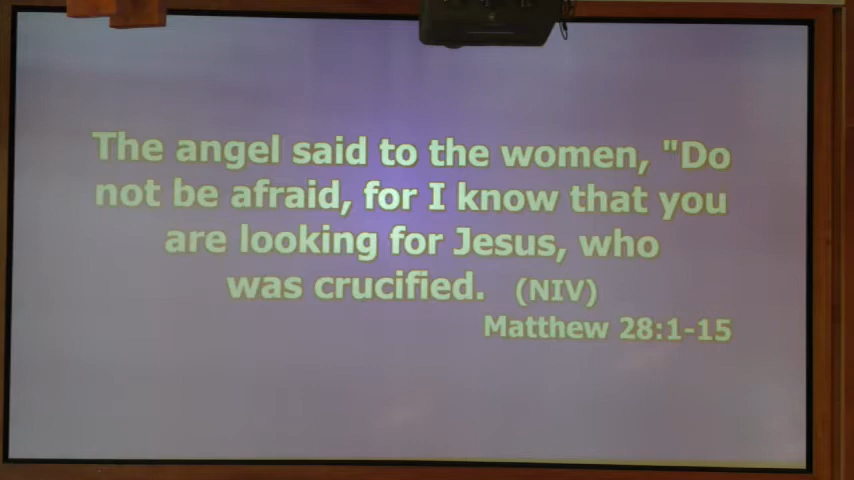 The angel said to the women, "Do
not be afraid, for I know that you
are looking for Jesus, who
was crucified. (NIV)
Matthew 28:1-15